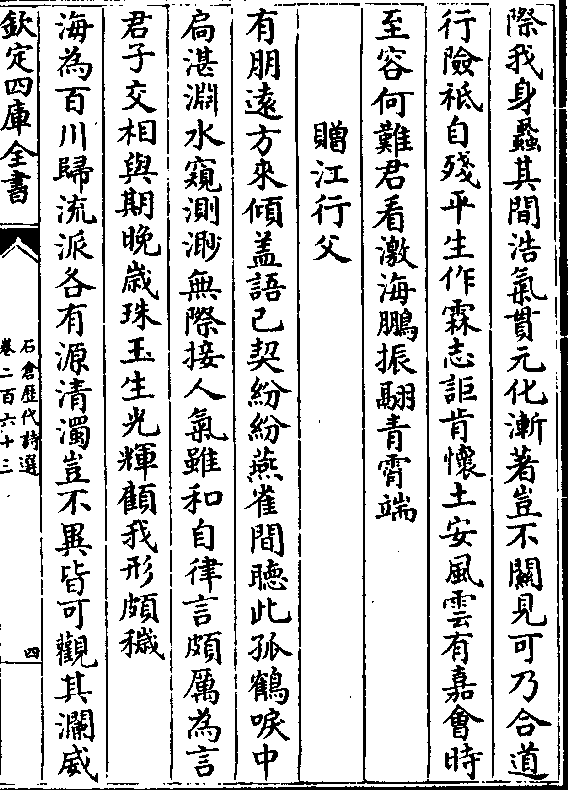 際我身蠡其間浩氣貫元化漸著豈不關見可乃合道
行險祗自殘平生作霖志詎肯懷土安風雲有嘉會時
至容何難君看激海鵬振翮青霄端
贈江行父
有朋遠方來傾盖語已契紛紛燕雀間聴此孤鶴唳中
扃湛淵水窺測渺無際接人氣雖和自律言頗厲為言
君子交相與期晚嵗珠玉生光輝顧我形頗穢
海為百川歸流派各有源清濁豈不異皆可觀其瀾威
欽定四庫全書
石倉歴代詩選
卷二百六十三
四